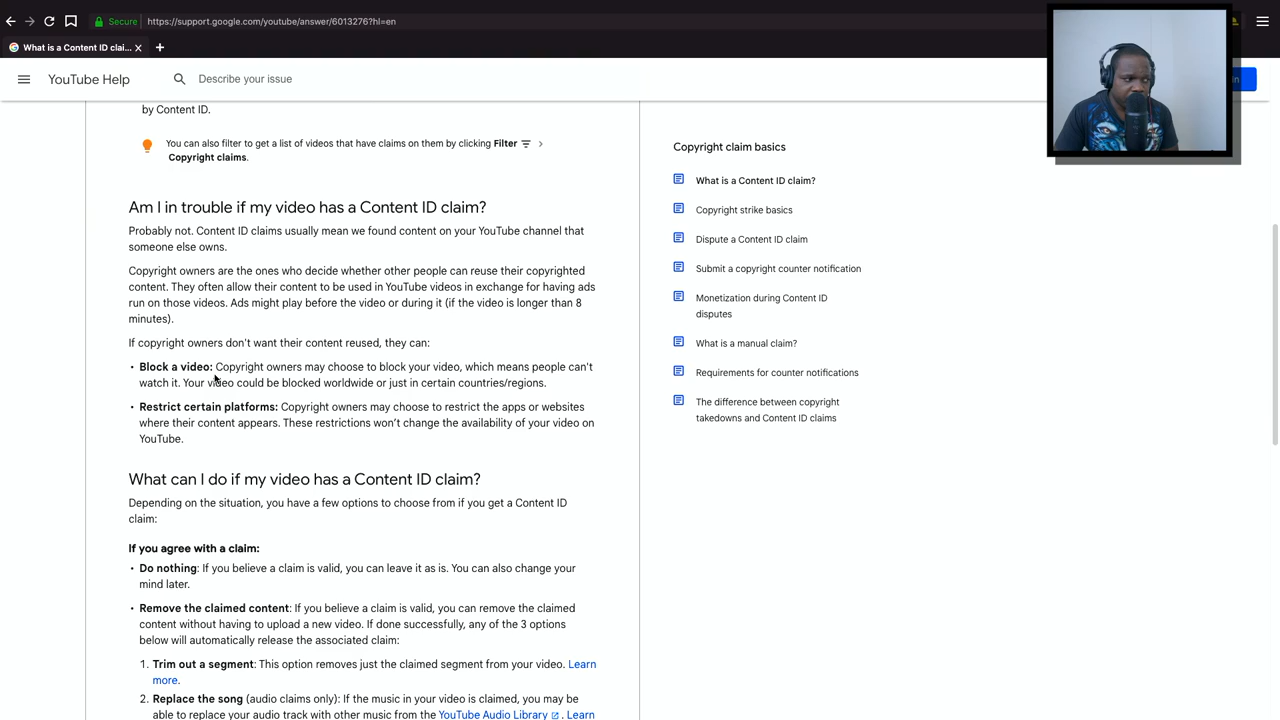 Secure
https://support.google.com/youtube/answer/6013276?hl=en
What is a Content ID clai...
YouTube Help
Describe your issue
in
by Content ID.
You can also filter to get a list of videos that have claims on them by clicking Filter
Copyright claims.
Am I in trouble if my video has a Content ID claim?
Probably not. Content ID claims usually mean we found content on your YouTube channel that
someone else owns.
Copyright owners are the ones who decide whether other people can reuse their copyrighted
content. They often allow their content to be used in YouTube videos in exchange for having ads
run on those videos. Ads might play before the video or during it (if the video is longer than 8
minutes).
If copyright owners don't want their content reused, they can:
• Block a video: Copyright owners may choose to block your video, which means people can't
watch it. Your video could be blocked worldwide or just in certain countries/regions.
• Restrict certain platforms: Copyright owners may choose to restrict the apps or websites
where their content appears. These restrictions won't change the availability of your video on
YouTube.
What can I do if my video has a Content ID claim?
Depending on the situation, you have a few options to choose from if you get a Content ID
claim:
If you agree with a claim:
• Do nothing: If you believe a claim is valid, you can leave it as is. You can also change your
mind later.
• Remove the claimed content: If you believe a claim is valid, you can remove the claimed
content without having to upload a new video. If done successfully, any of the 3 options
below will automatically release the associated claim:
1. Trim out a segment: This option removes just the claimed segment from your video. Learn
more.
2. Replace the song (audio claims only): If the music in your video is claimed, you may be
able to replace your audio track with other music from the YouTube Audio Library. Learn
Copyright claim basics
What is a Content ID claim?
Copyright strike basics
Dispute a Content ID claim
Submit a copyright counter notification
Monetization during Content ID
disputes
What is a manual claim?
Requirements for counter notifications
The difference between copyright
takedowns and Content ID claims